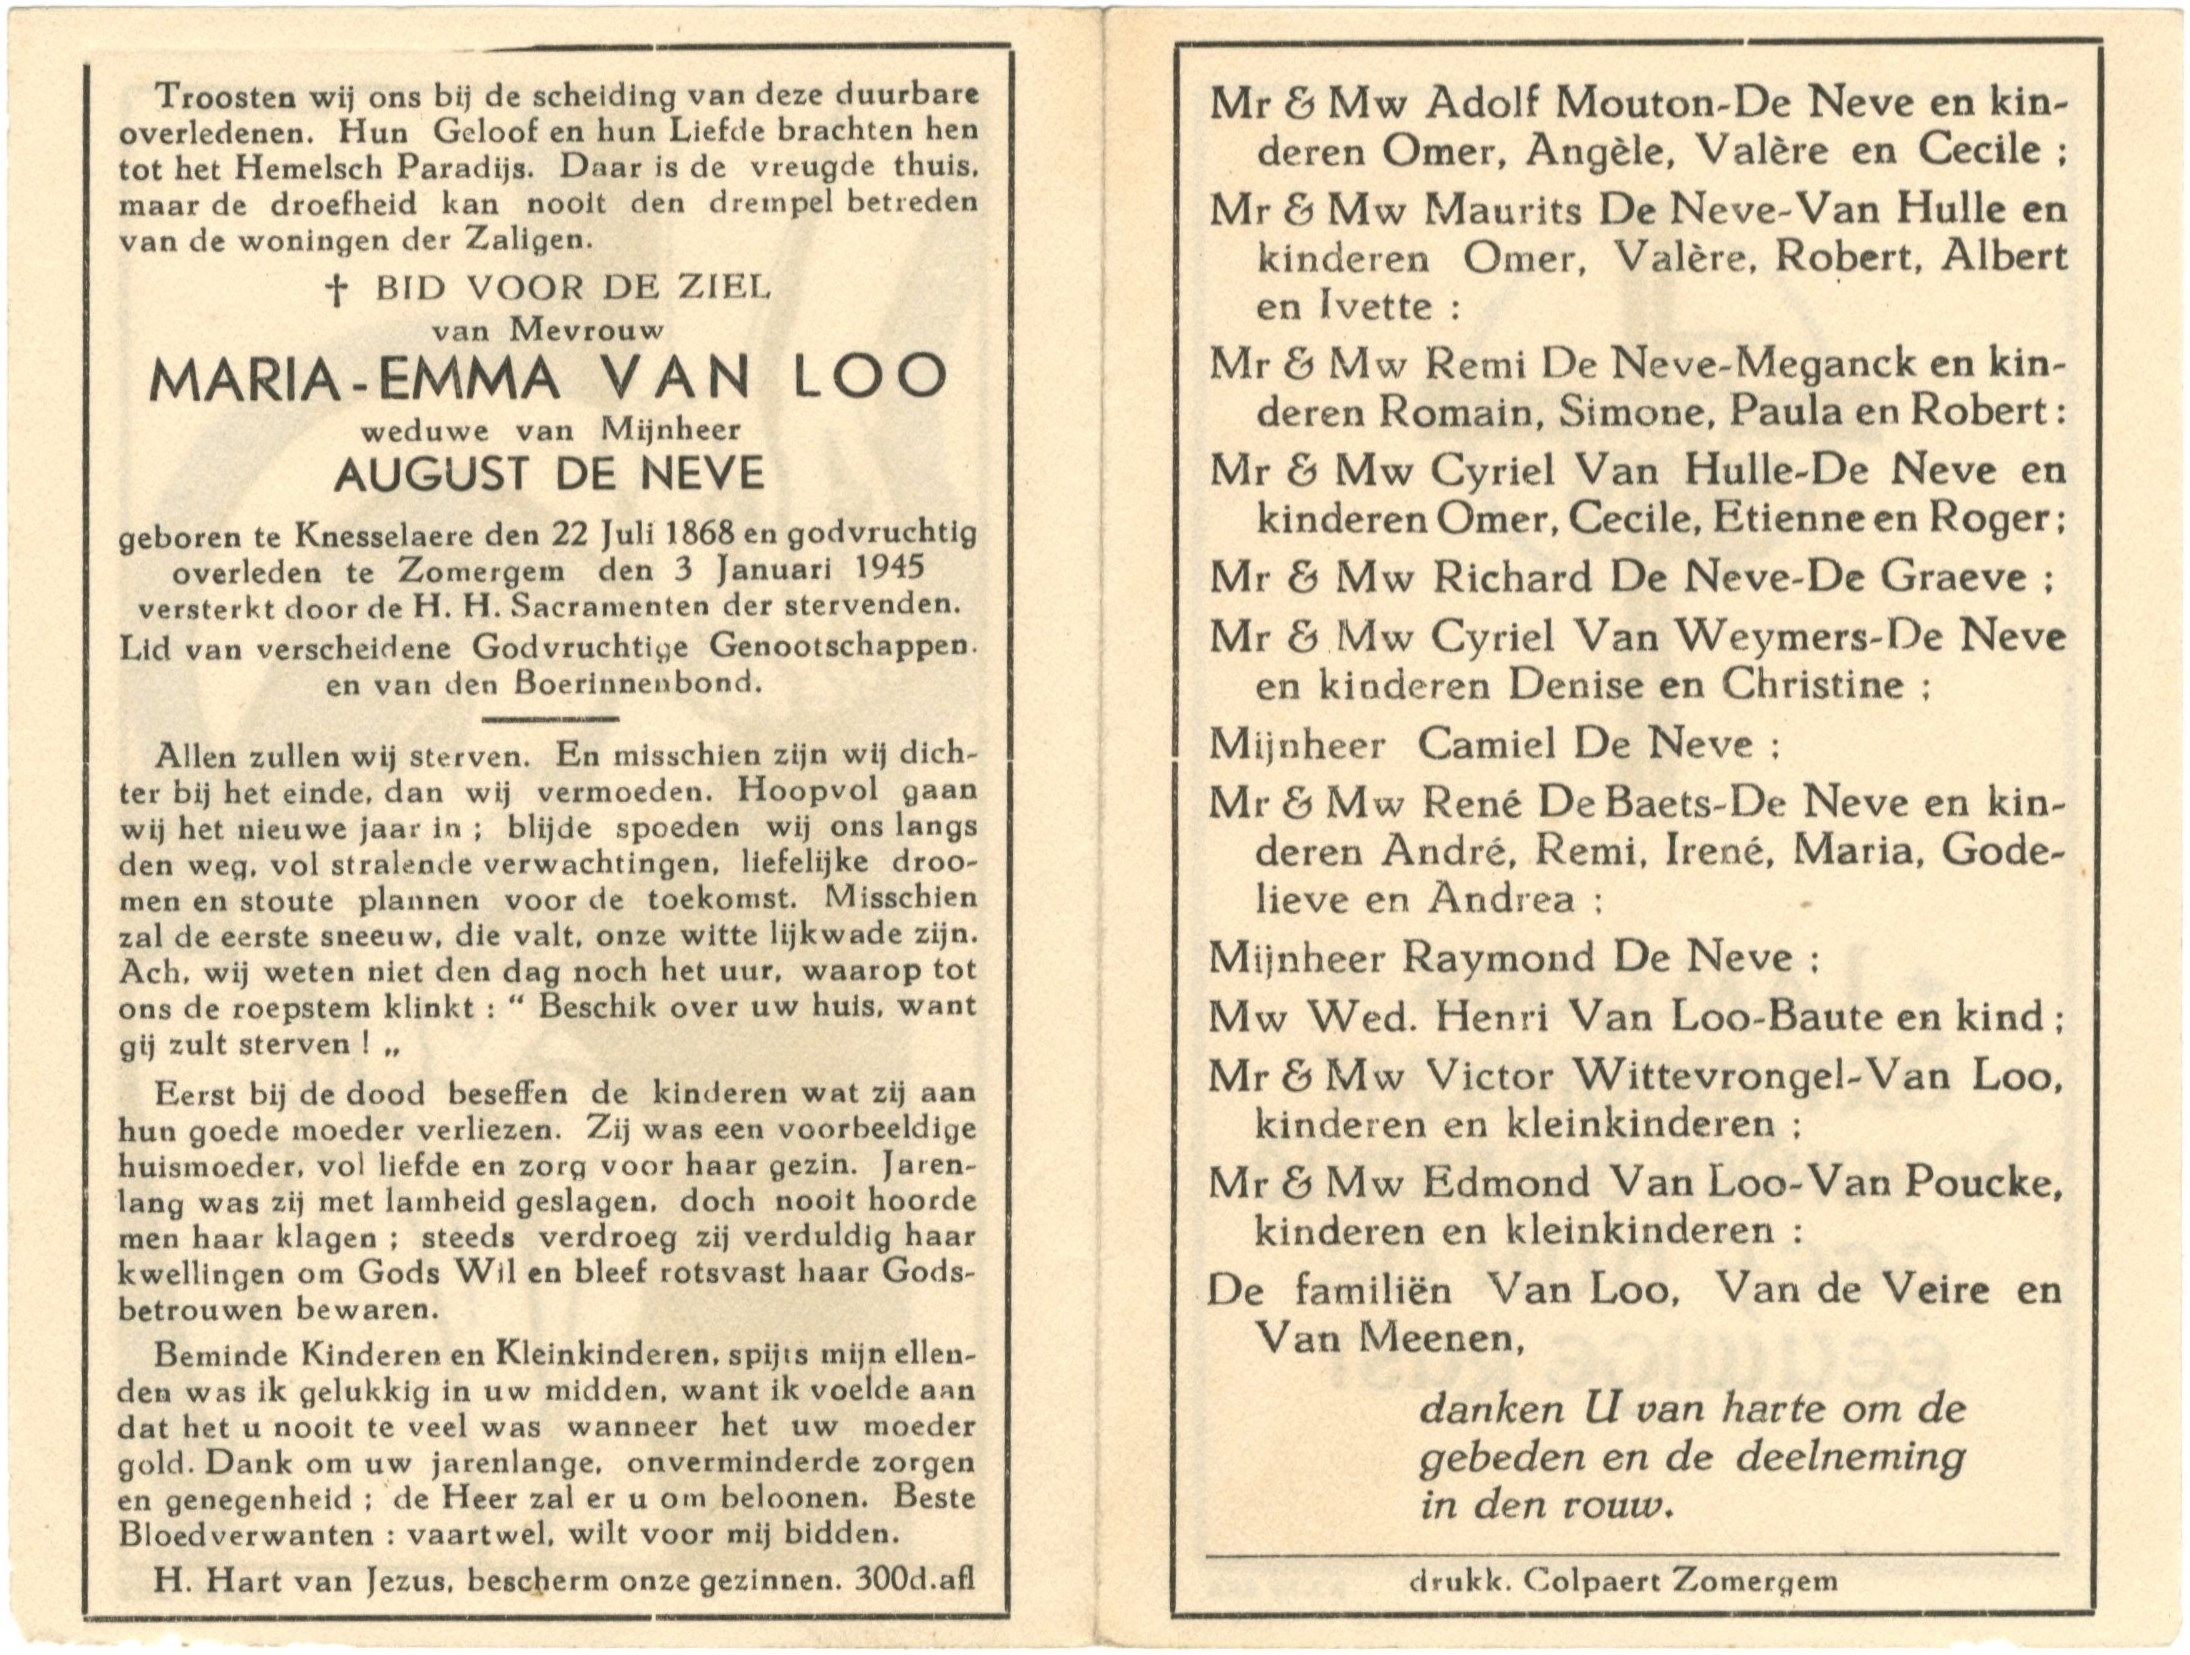 Troosten wij ons bij de scheiding van deze duurbare
overledenen. Hun Geloof en hun Liefde brachten hen
tot het Hemelsch Paradijs. Daar is de vreugde thuis,
maar de droefheid kan nooit den drempel betreden
van de woningen der Zaligen.
† BID VOOR DE ZIEL
van Mevrouw
MARIA-EMMA VAN LOO
weduwe van Mijnheer
AUGUST DE NEVE
geboren te Knesselaere den 22 Juli 1868 en godvruchtig
overleden te Zomergem den 3 Januari 1945
versterkt door de H. H. Sacramenten der stervenden.
Lid van verscheidene Godvruchtige Genootschappen.
en van den Boerinnenbond.
Allen zullen wij sterven. En misschien zijn wij dich-
ter bij het einde, dan wij vermoeden. Hoopvol gaan
wij het nieuwe jaar in ; blijde spoeden wij ons langs
den weg, vol stralende verwachtingen, liefelijke droo-
men en stoute plannen voor de toekomst. Misschien
zal de eerste sneeuw, die valt, onze witte lijkwade zijn.
Ach, wij weten niet den dag noch het uur, waarop tot
ons de roepstem klinkt : “ Beschik over uw huis, want
gij zult sterven ! „
Eerst bij de dood beseffen de kinderen wat zij aan
hun goede moeder verliezen. Zij was een voorbeeldige
huismoeder, vol liefde en zorg voor haar gezin. Jaren-
lang was zij met lamheid geslagen, doch nooit hoorde
men haar klagen ; steeds verdroeg zij verduldig haar
kwellingen om Gods Wil en bleef rotsvast haar Gods-
betrouwen bewaren.
Beminde Kinderen en Kleinkinderen, spijts mijn ellen-
den was ik gelukkig in uw midden, want ik voelde aan
dat het u nooit te veel was wanneer het uw moeder
gold. Dank om uw jarenlange, onverminderde zorgen
en genegenheid ; de Heer zal er u om beloonen. Beste
Bloedverwanten : vaartwel, wilt voor mij bidden.
H. Hart van Jezus, bescherm onze gezinnen. 300d.afl
Mr & Mw Adolf Mouton-De Neve en kin-
deren Omer, Angèle, Valère en Cecile ;
Mr & Mw Maurits De Neve-Van Hulle en
kinderen Omer, Valère, Robert, Albert
en Ivette :
Mr & Mw Remi De Neve-Meganck en kin-
deren Romain, Simone, Paula en Robert :
Mr & Mw Cyriel Van Hulle-De Neve en
kinderen Omer, Cecile, Etienne en Roger ;
Mr & Mw Richard De Neve-De Graeve ;
Mr & Mw Cyriel Van Weymers-De Neve
en kinderen Denise en Christine ;
Mijnheer Camiel De Neve ;
Mr & Mw René De Baets-De Neve en kin-
deren André, Remi, Irené, Maria, Gode-
lieve en Andrea ;
Mijnheer Raymond De Neve ;
Mw Wed. Henri Van Loo-Baute en kind ;
Mr & Mw Victor Wittevrongel-Van Loo,
kinderen en kleinkinderen ;
Mr & Mw Edmond Van Loo-Van Poucke,
kinderen en kleinkinderen :
De familiën Van Loo, Van de Veire en
Van Meenen,
danken U van harte om de
gebeden en de deelneming
in den rouw.
drukk. Colpaert Zomergem